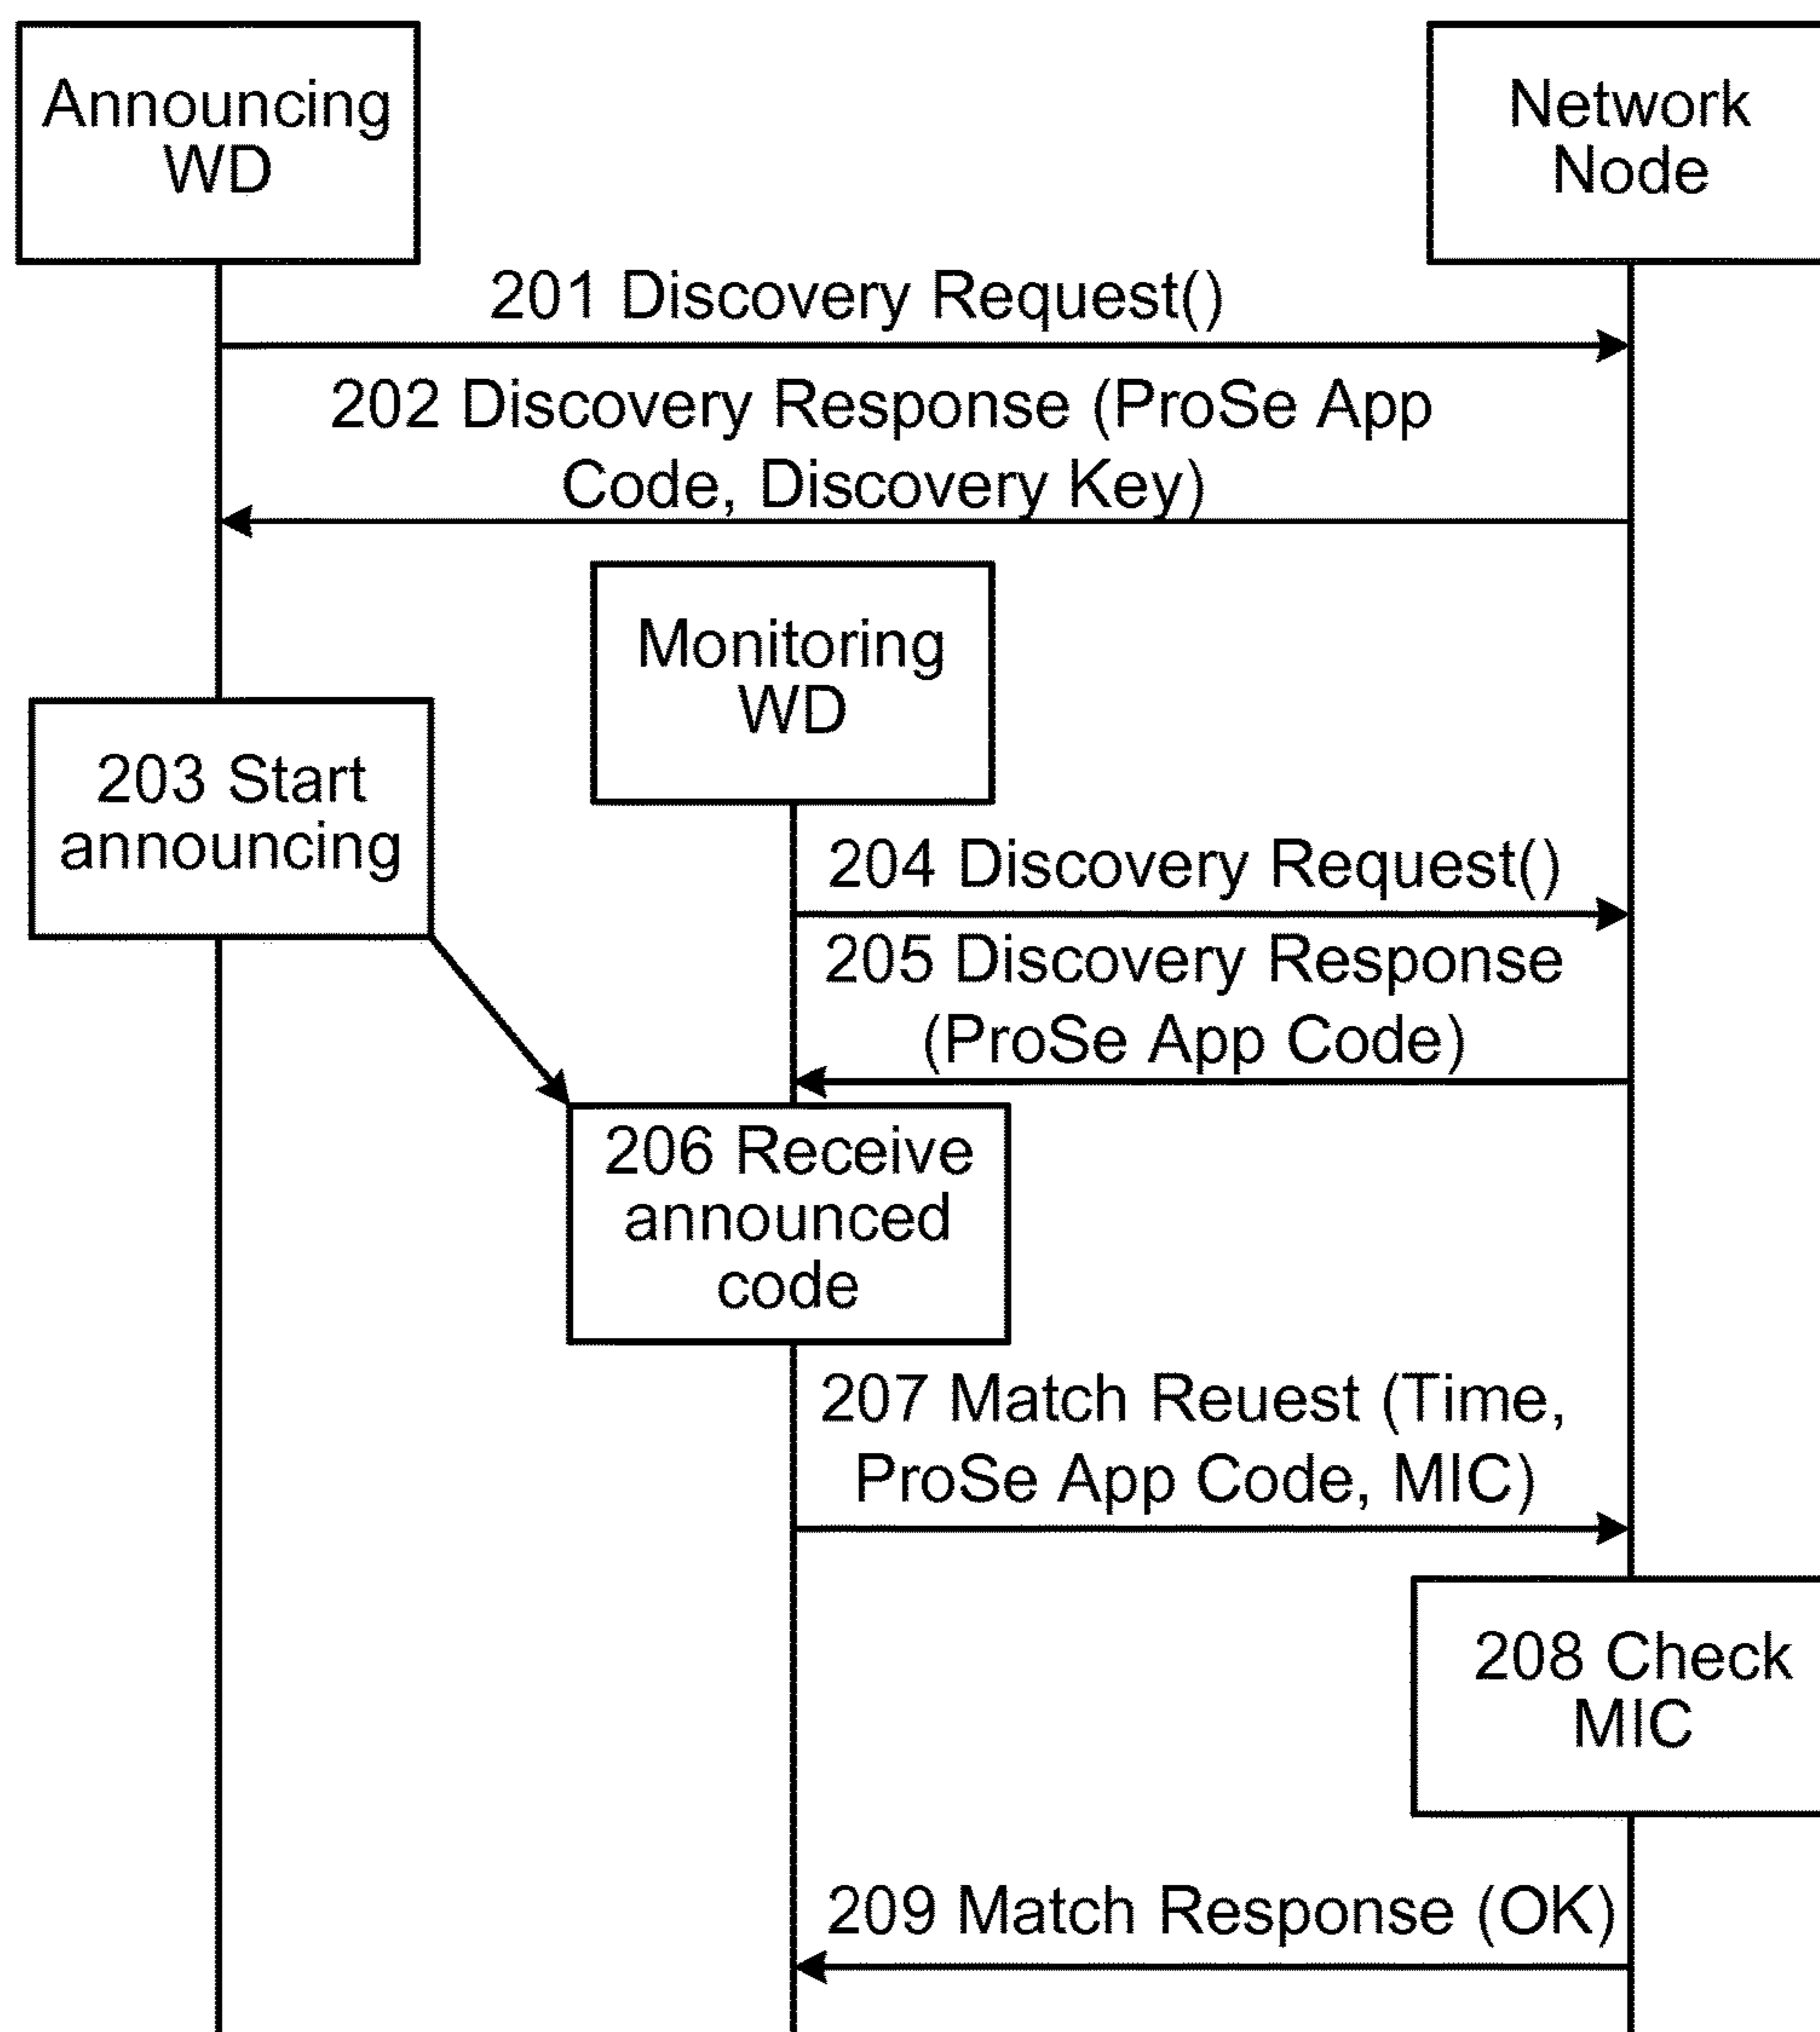 Announcing
WD
Network
Node
201 Discovery Request()
202 Discovery Response (ProSe App
Code, Discovery Key)
Monitoring
WD
203 Start
announcing
204 Discovery Request()
205 Discovery Response
(ProSe App Code)
206 Receive
announced
code
207 Match Reuest (Time,
ProSe App Code, MIC)
208 Check
MIC
209 Match Response (OK)